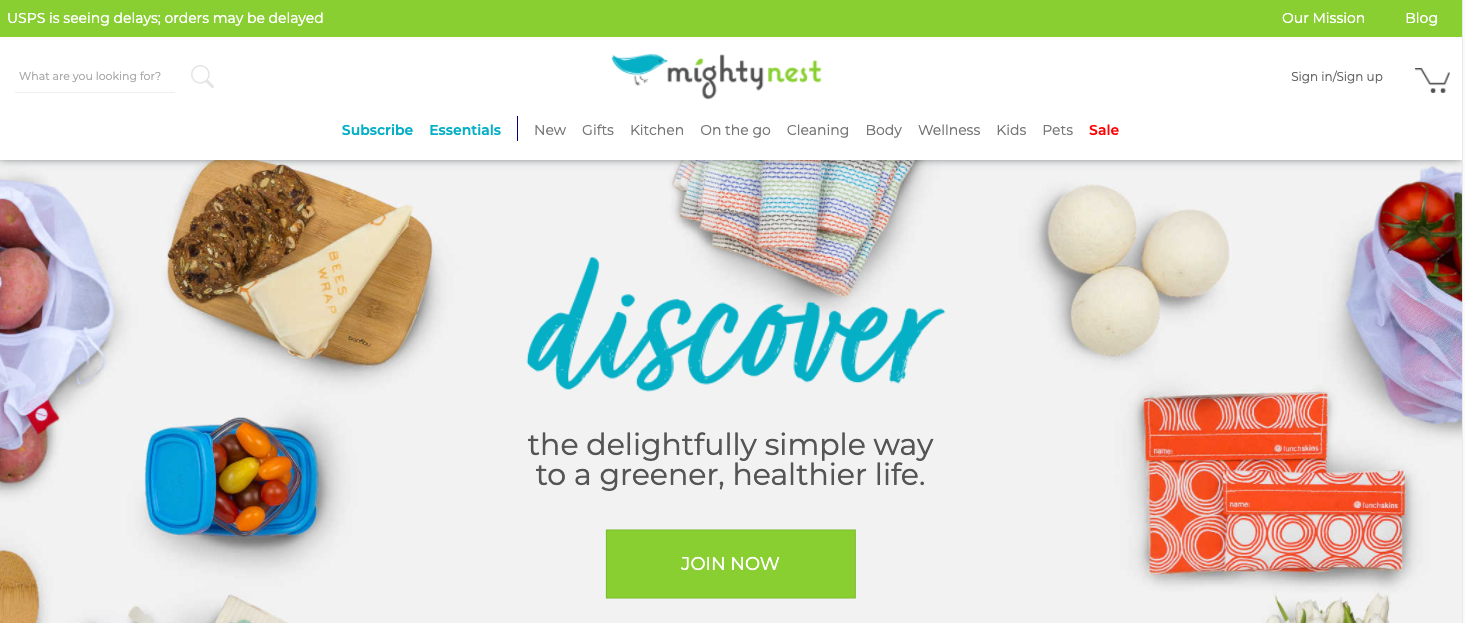 USPS is seeing delays; orders may be delayed
Our Mission
Blog
What are you looking for?
mightynest
Sign in/Sign up
Subscribe Essentials New Gifts Kitchen On the go Cleaning Body Wellness Kids Pets Sale
BEES
WRAP
bambu
discover
the delightfully simple way
to a greener, healthier life.
name:
lunchskins
name:
lunchskins
JOIN NOW